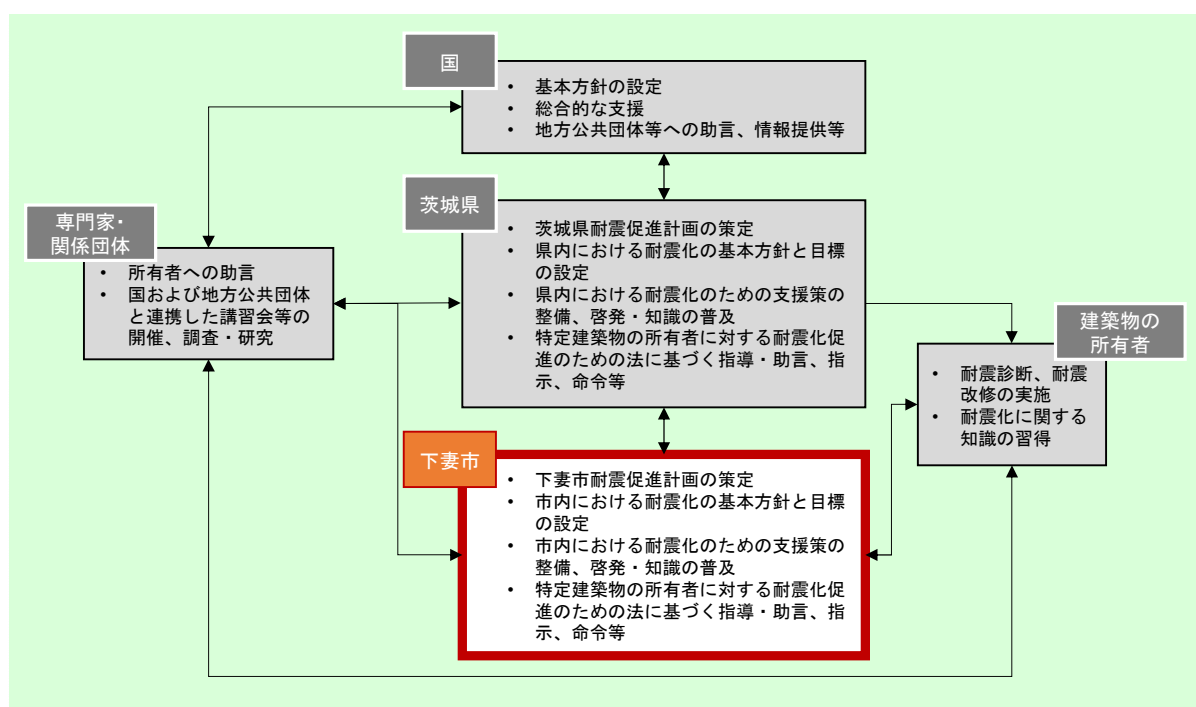 国
• 基本方針の設定
• 総合的な支援
• 地方公共団体等への助言、情報提供等
茨城県
• 茨城県耐震促進計画の策定
• 県内における耐震化の基本方針と目標
の設定
• 県内における耐震化のための支援策の
整備、啓発・知識の普及
• 特定建築物の所有者に対する耐震化促
進のための法に基づく指導・助言、指
示、命令等
専門家・
関係団体
• 所有者への助言
• 国および地方公共団体
と連携した講習会等の
開催、調査・研究
建築物の
所有者
• 耐震診断、耐震
改修の実施
• 耐震化に関する
知識の習得
下妻市
• 下妻市耐震促進計画の策定
• 市内における耐震化の基本方針と目標
の設定
• 市内における耐震化のための支援策の
整備、啓発・知識の普及
• 特定建築物の所有者に対する耐震化促
進のための法に基づく指導・助言、指
示、命令等